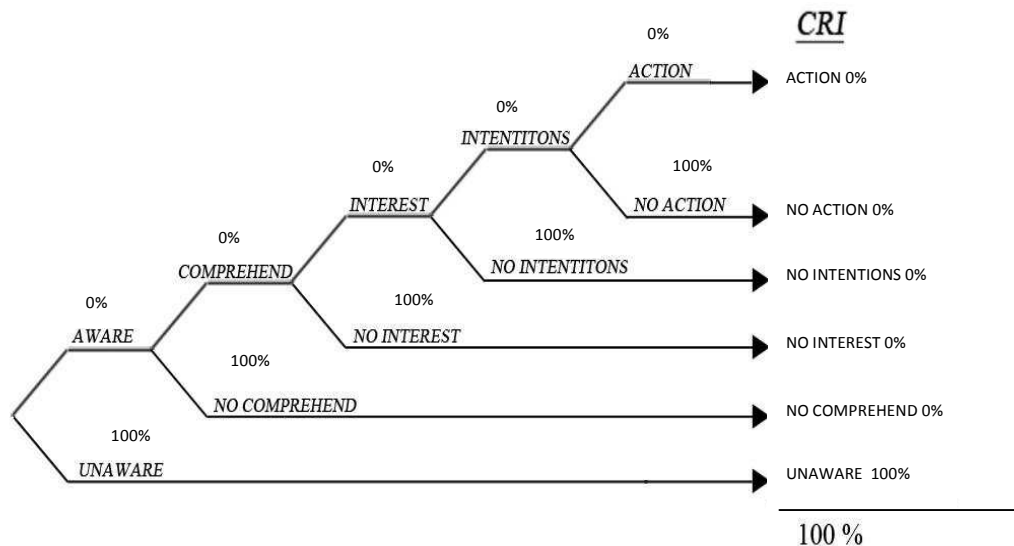 0%
CRI
ACTION
ACTION 0%
0%
INTENTITONS
0%
100%
INTEREST
NO ACTION
NO ACTION 0%
0%
100%
COMPREHEND
NO INTENTITONS
NO INTENTIONS 0%
0%
100%
AWARE
NO INTEREST
NO INTEREST 0%
100%
NO COMPREHEND
NO COMPREHEND 0%
100%
UNAWARE
UNAWARE 100%
100 %